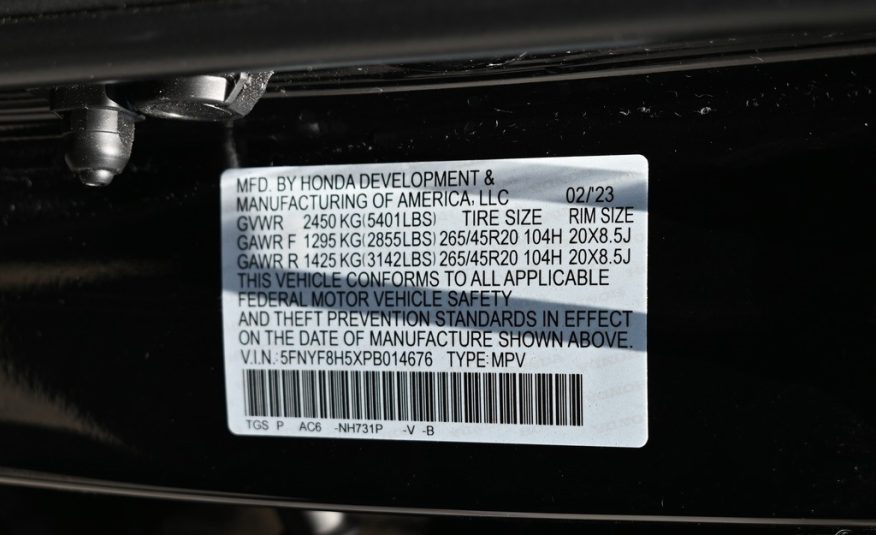 MFD. BY HONDA DEVELOPMENT &
MANUFACTURING OF AMERICA, LLC 02/'23
GVWR 2450 KG(5401LBS) TIRE SIZE RIM SIZE
GAWR F 1295 KG(2855LBS) 265/45R20 104H 20X8.5J
GAWR R 1425 KG(3142LBS) 265/45R20 104H 20X8.5J
THIS VEHICLE CONFORMS TO ALL APPLICABLE
FEDERAL MOTOR VEHICLE SAFETY
AND THEFT PREVENTION STANDARDS IN EFFECT
ON THE DATE OF MANUFACTURE SHOWN ABOVE.
V.I.N.: 5FNYF8H5XPB014676 TYPE: MPV
TGS P AC6 -NH731P -V -B